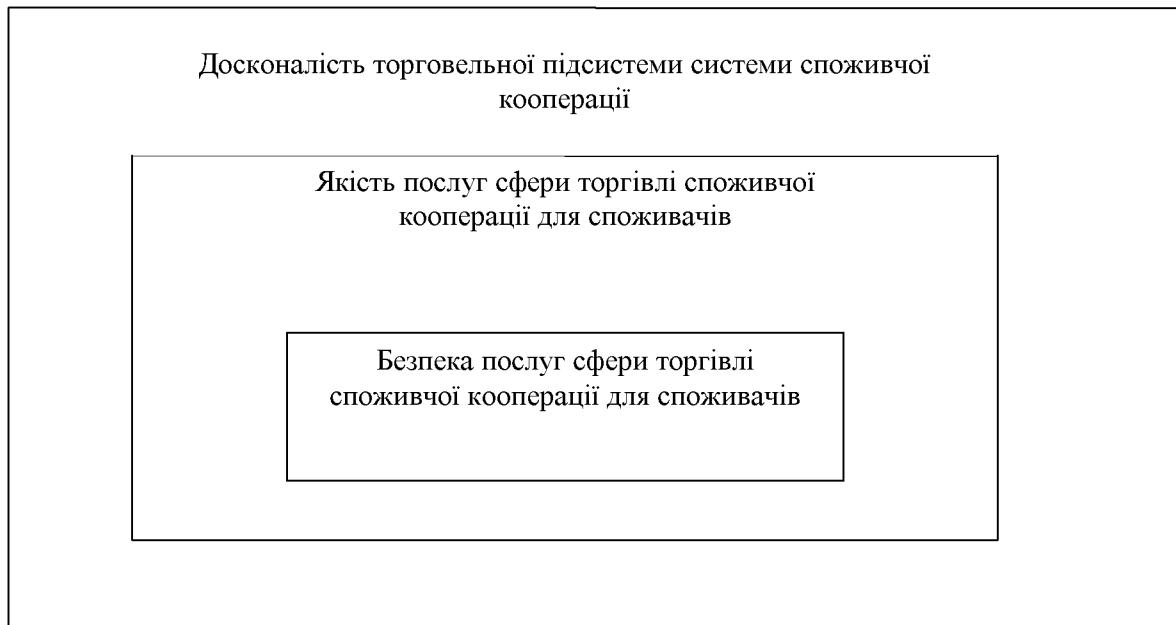 Досконалість торговельної підсистеми системи споживчої
кооперації
Якість послуг сфери торгівлі споживчої
кооперації для споживачів
Безпека послуг сфери торгівлі
споживчої кооперації для споживачів